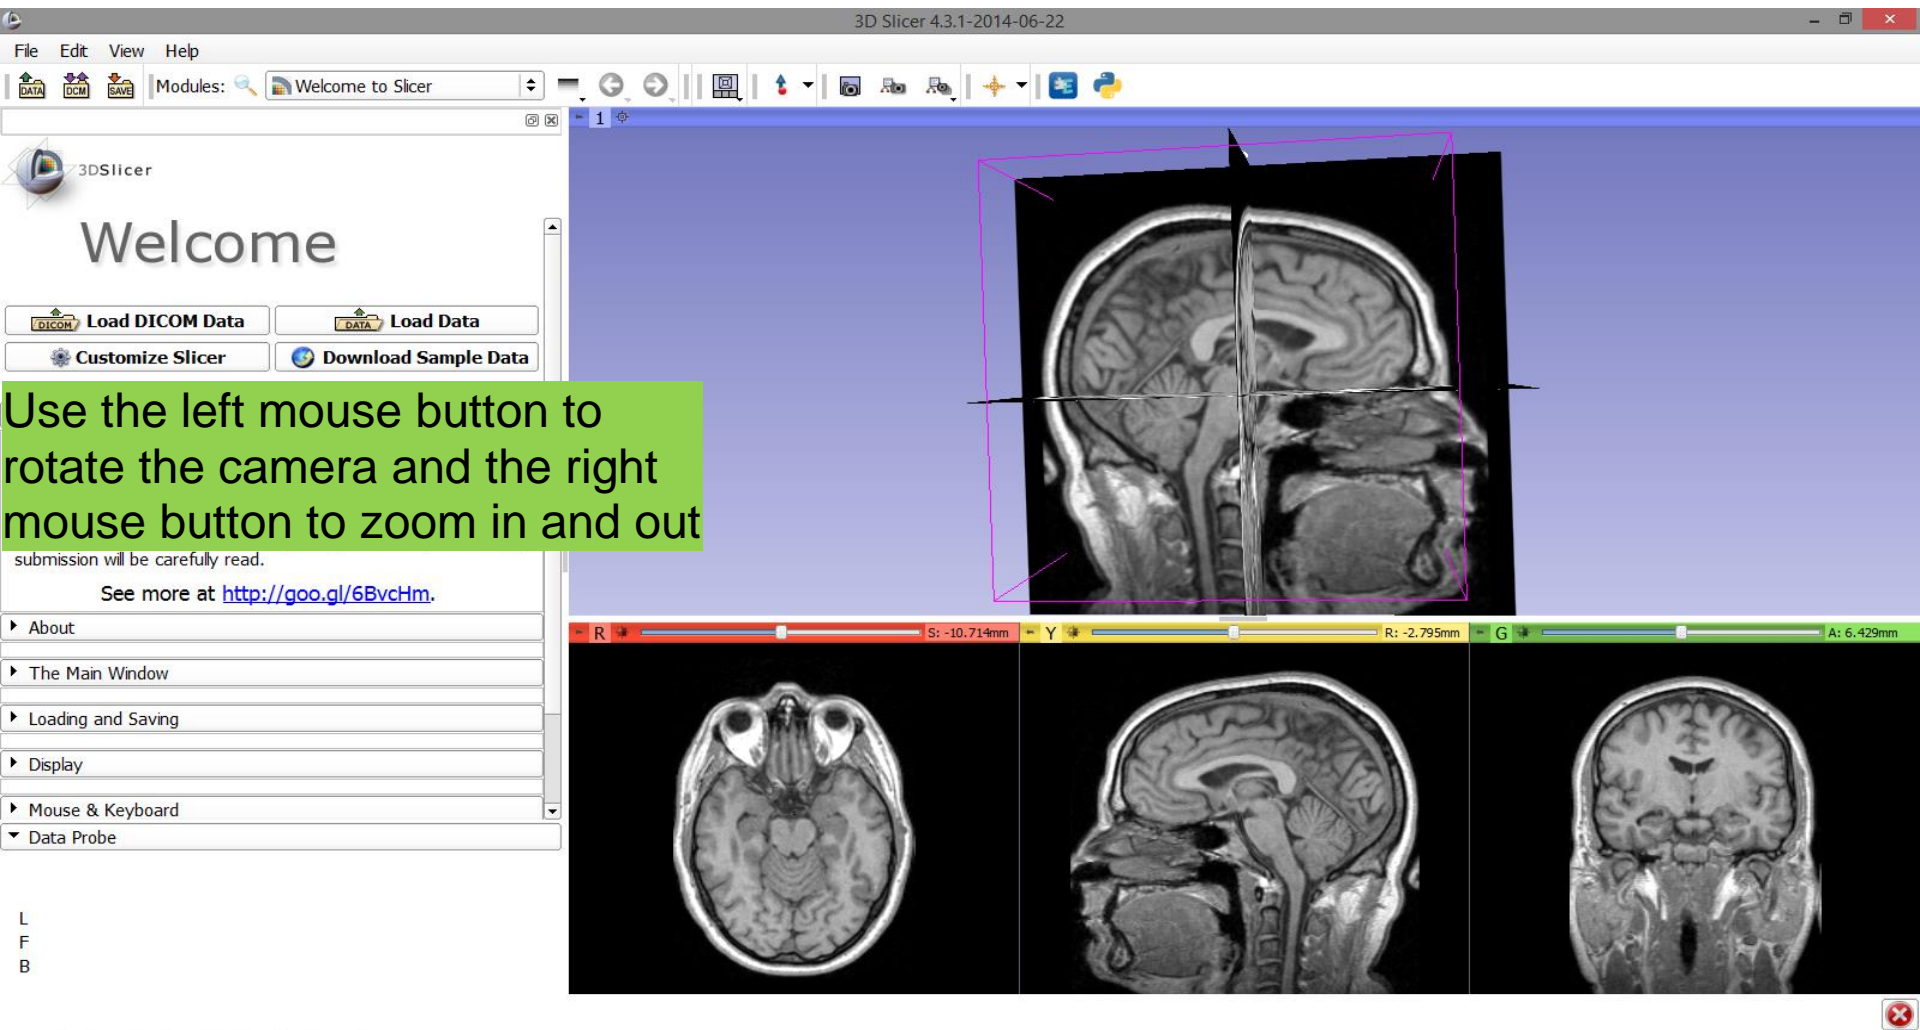 3D Slicer 4.3.1-2014-06-22
File Edit View Help
DATA DCM SAVE Modules: Welcome to Slicer
1
3DSlicer
Welcome
DICOM Load DICOM Data DATA Load Data
Customize Slicer Download Sample Data
Use the left mouse button to
rotate the camera and the right
mouse button to zoom in and out
submission will be carefully read.
See more at http://goo.gl/6BvcHm.
About
The Main Window
Loading and Saving
Display
Mouse & Keyboard
Data Probe
L
F
B
R S: -10.714mm Y R: -2.795mm G A: 6.429mm